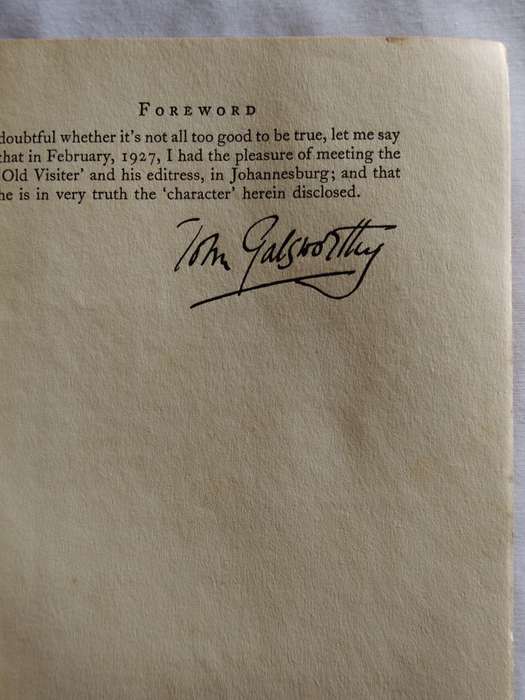 FOREWORD
doubtful whether it's not all too good to be true, let me say
that in February, 1927, I had the pleasure of meeting the
Old Visiter' and his editress, in Johannesburg; and that
he is in very truth the 'character' herein disclosed.
John Galsworthy